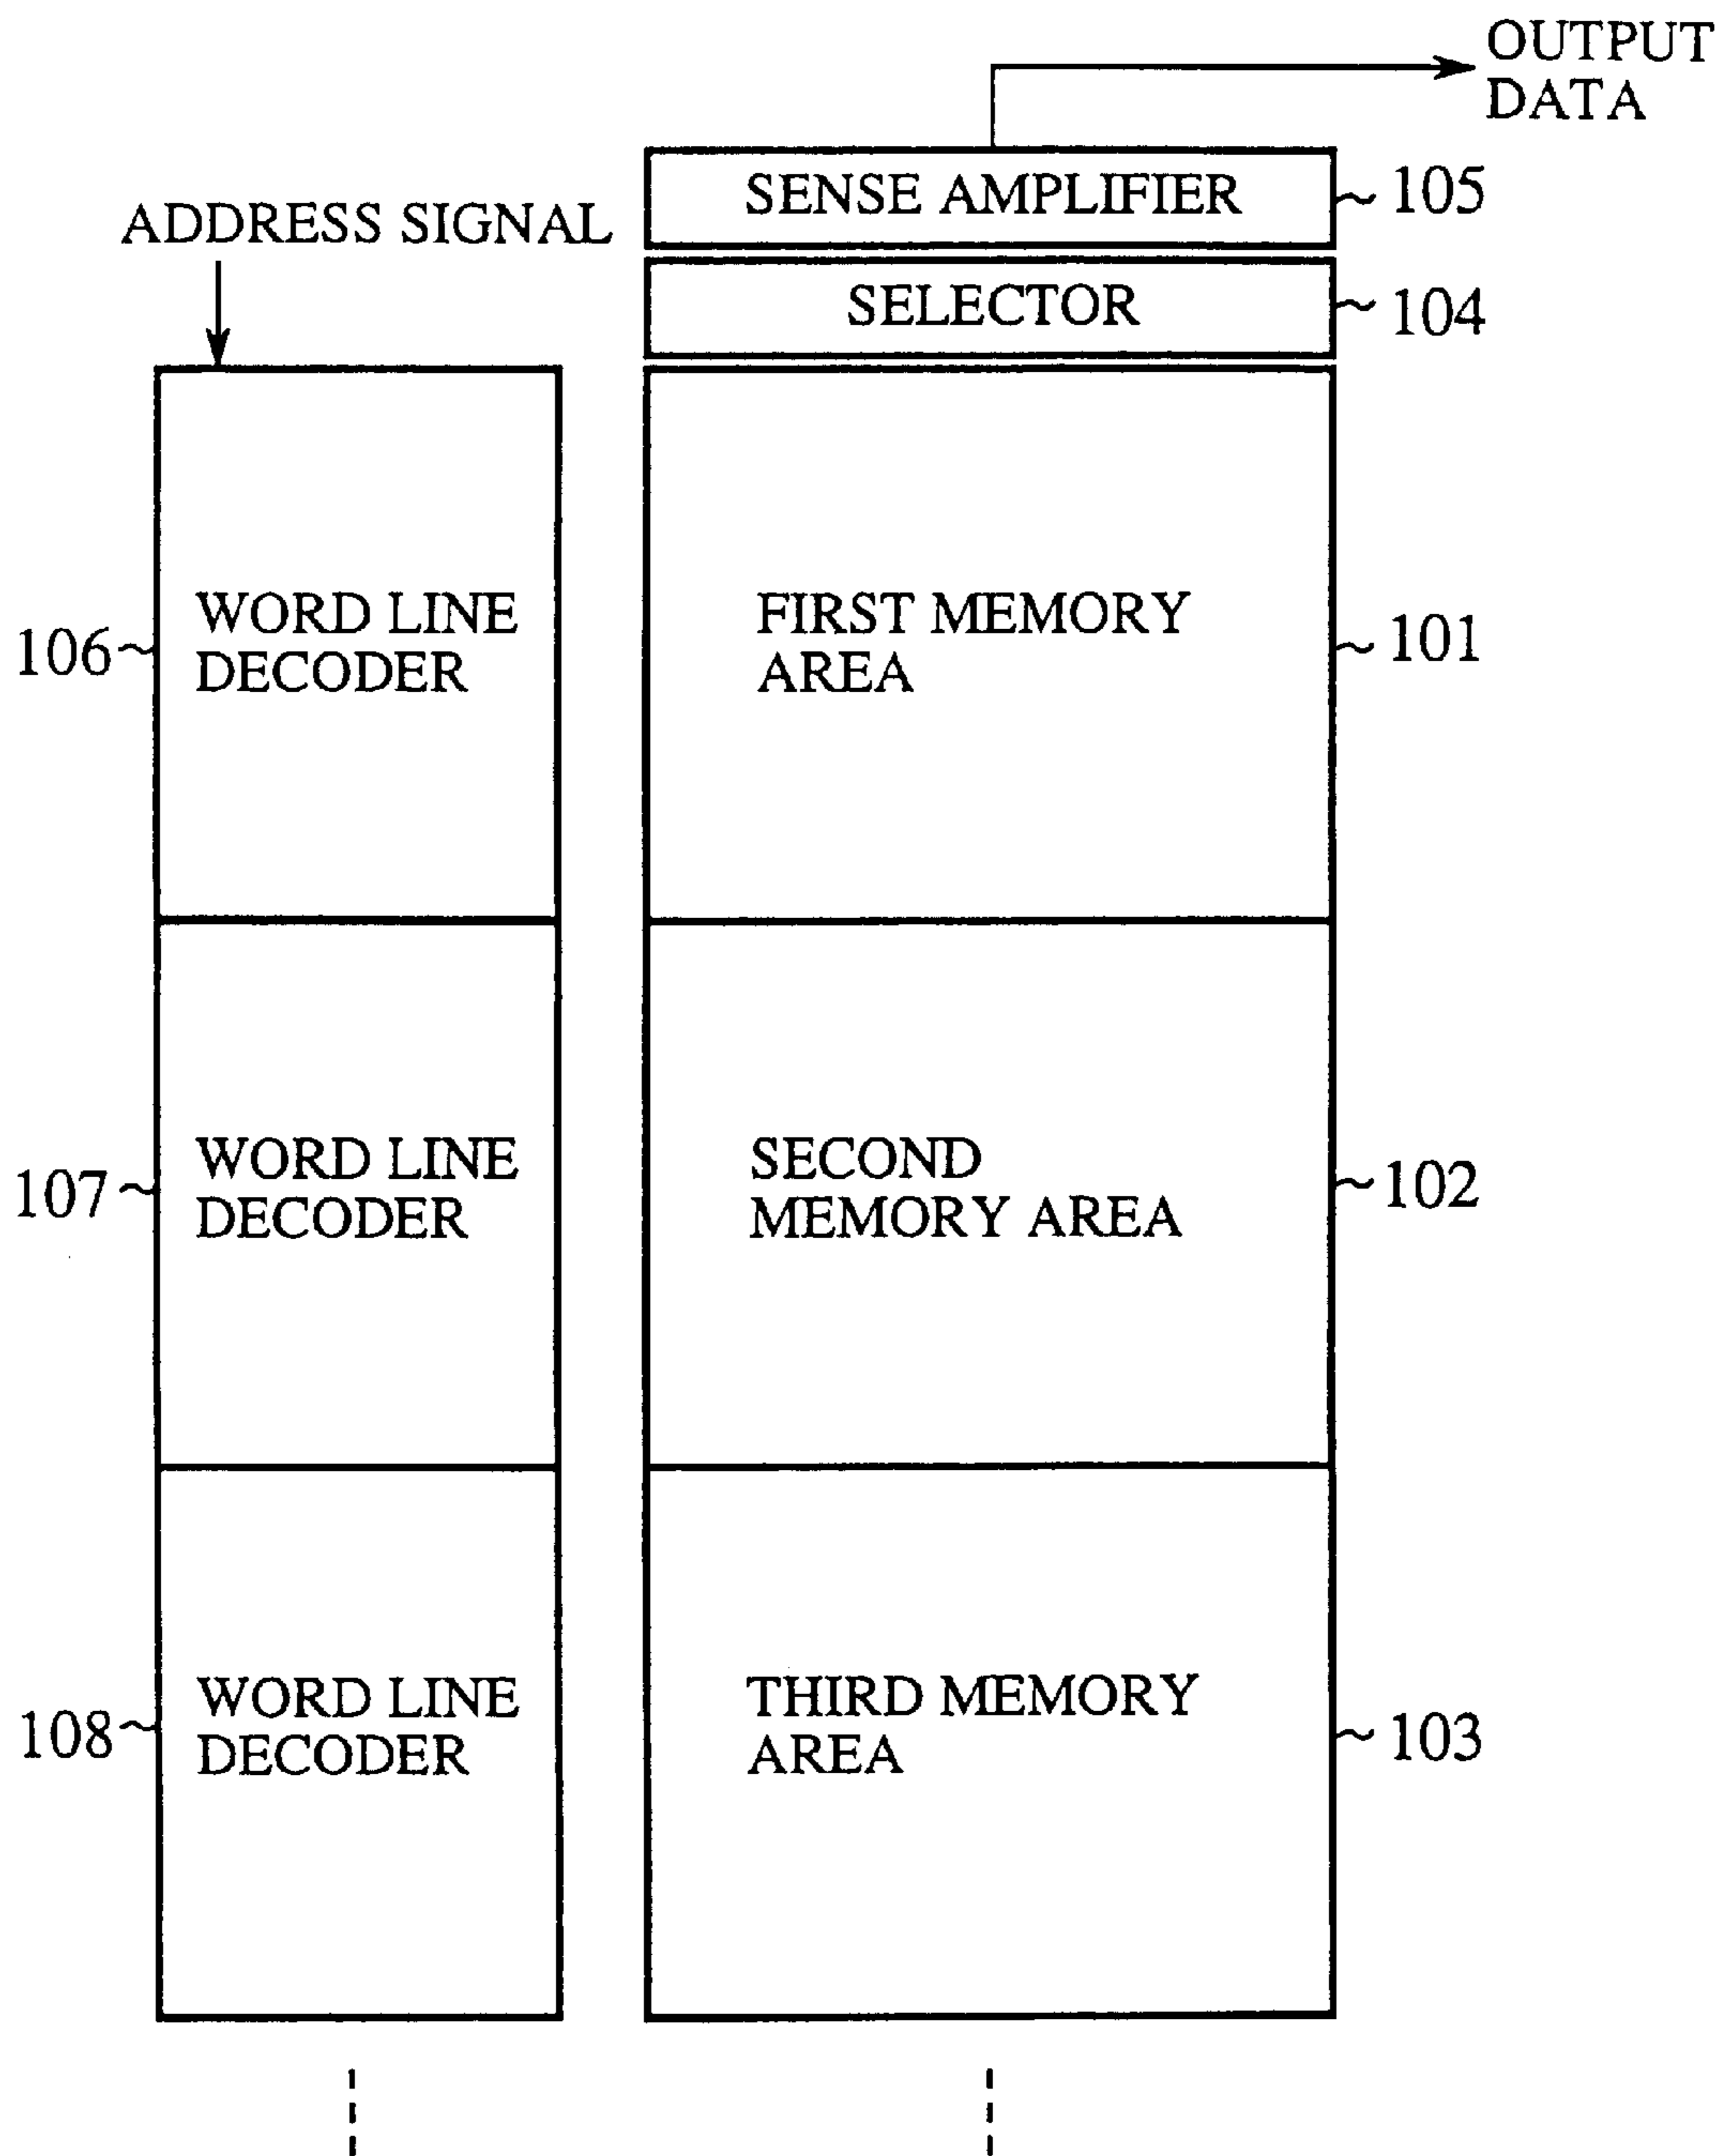 OUTPUT
DATA
SENSE AMPLIFIER
105
ADDRESS SIGNAL
SELECTOR
104
106
WORD LINE
DECODER
FIRST MEMORY
AREA
101
107
WORD LINE
DECODER
SECOND
MEMORY AREA
102
108
WORD LINE
DECODER
THIRD MEMORY
AREA
103